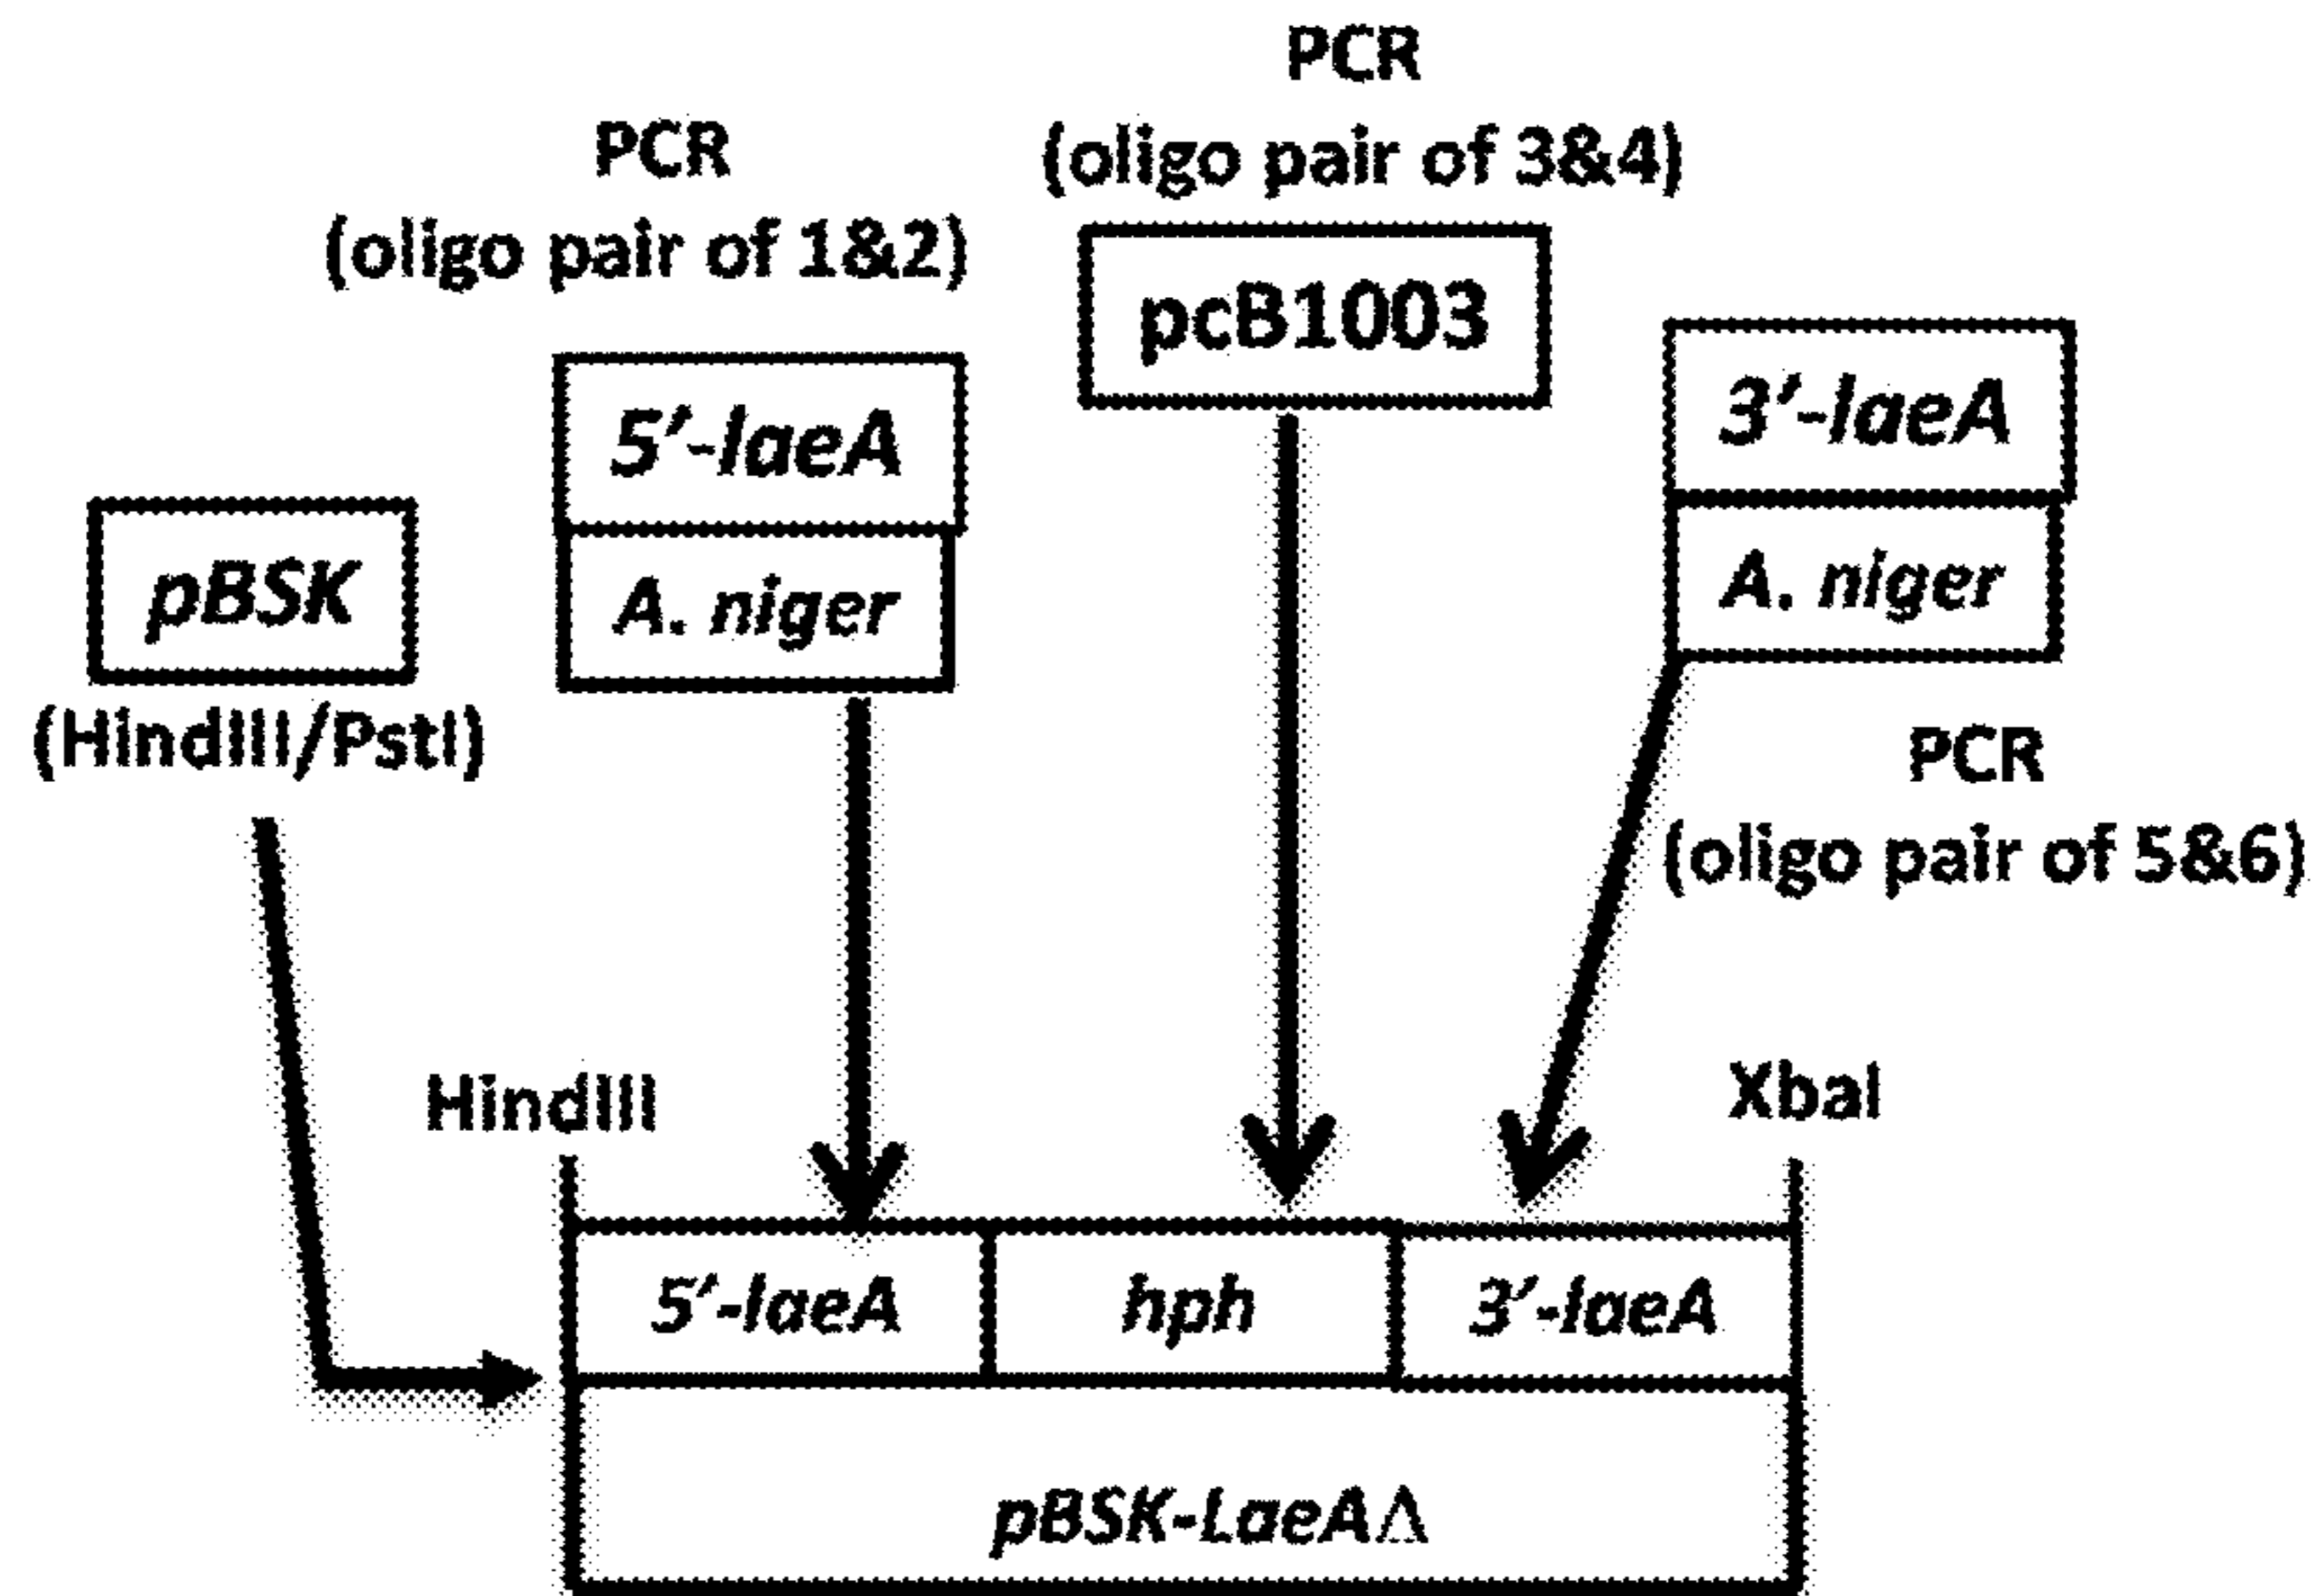 PCR
(oligo pair of 3&4)
PCR
(oligo pair of 1&2)
pcB1003
5'-laeA
3'-laeA
A. niger
A. niger
pBSK
(HindIII/PstI)
PCR
(oligo pair of 5&6)
HindIII
XbaI
5'-laeA
hph
3'-laeA
pBSK-LaeAΔ